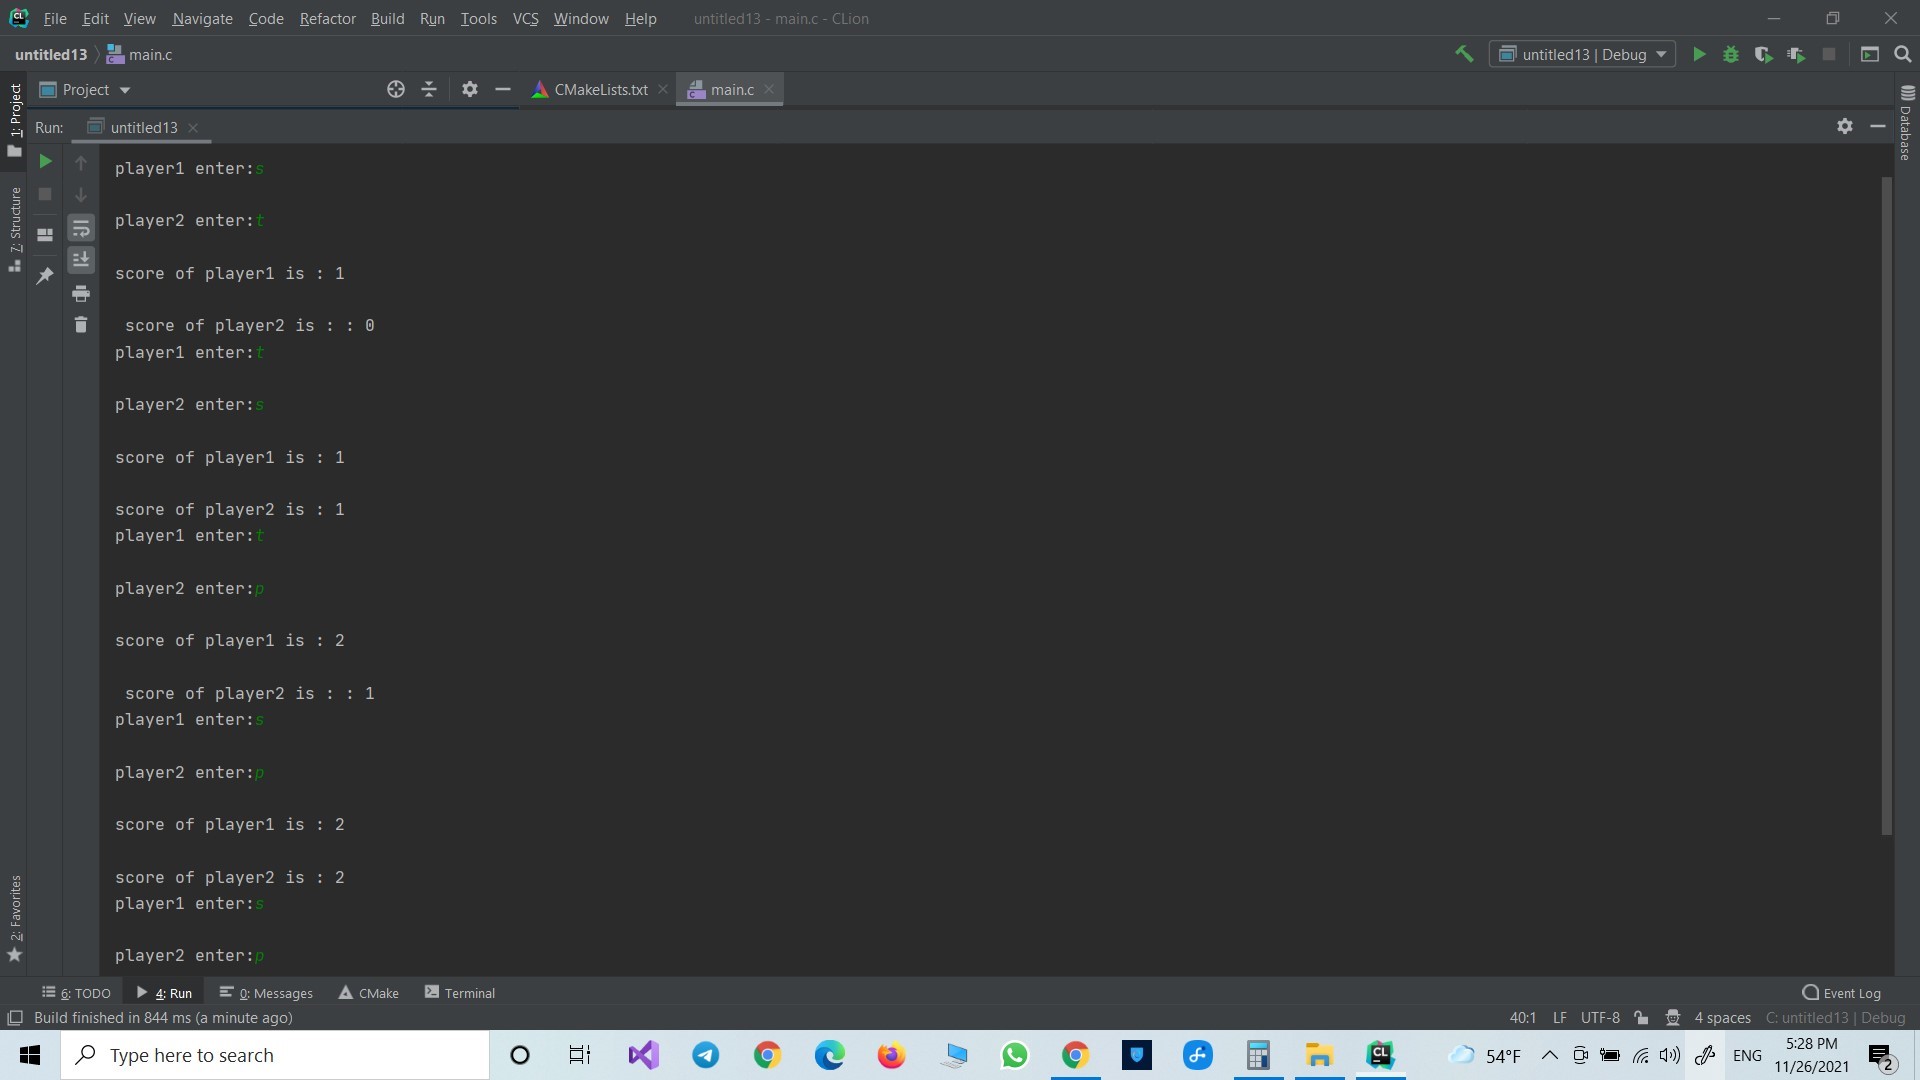 File Edit View Navigate Code Refactor Build Run Tools VCS Window Help untitled13 - main.c - CLion
untitled13 main.c untitled13 | Debug
Project CMakeLists.txt main.c
1: Project
Database
Run: untitled13
7: Structure
player1 enter:s
player2 enter:t
score of player1 is : 1
score of player2 is : : 0
player1 enter:t
player2 enter:s
score of player1 is : 1
score of player2 is : 1
player1 enter:t
player2 enter:p
score of player1 is : 2
score of player2 is : : 1
player1 enter:s
player2 enter:p
score of player1 is : 2
score of player2 is : 2
player1 enter:s
player2 enter:p
2: Favorites
6: TODO 4: Run 0: Messages CMake Terminal Event Log
Build finished in 844 ms (a minute ago) 40:1 LF UTF-8 4 spaces C: untitled13 | Debug
Type here to search 54°F ENG 5:28 PM
11/26/2021 2